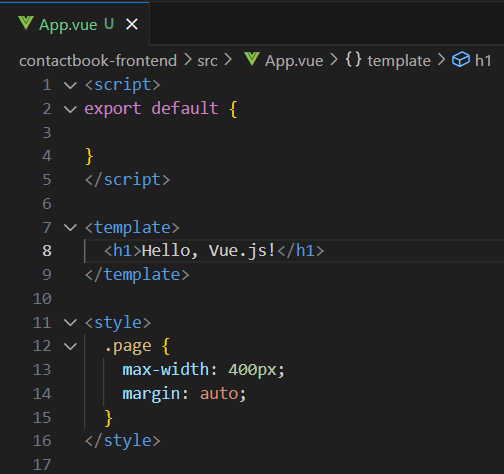 App.vue U
contactbook-frontend > src > App.vue > {} template > h1
1 <script>
2 export default {
3
4 }
5 </script>
6
7 <template>
8   <h1>Hello, Vue.js!</h1>
9 </template>
10
11 <style>
12   .page {
13     max-width: 400px;
14     margin: auto;
15   }
16 </style>
17